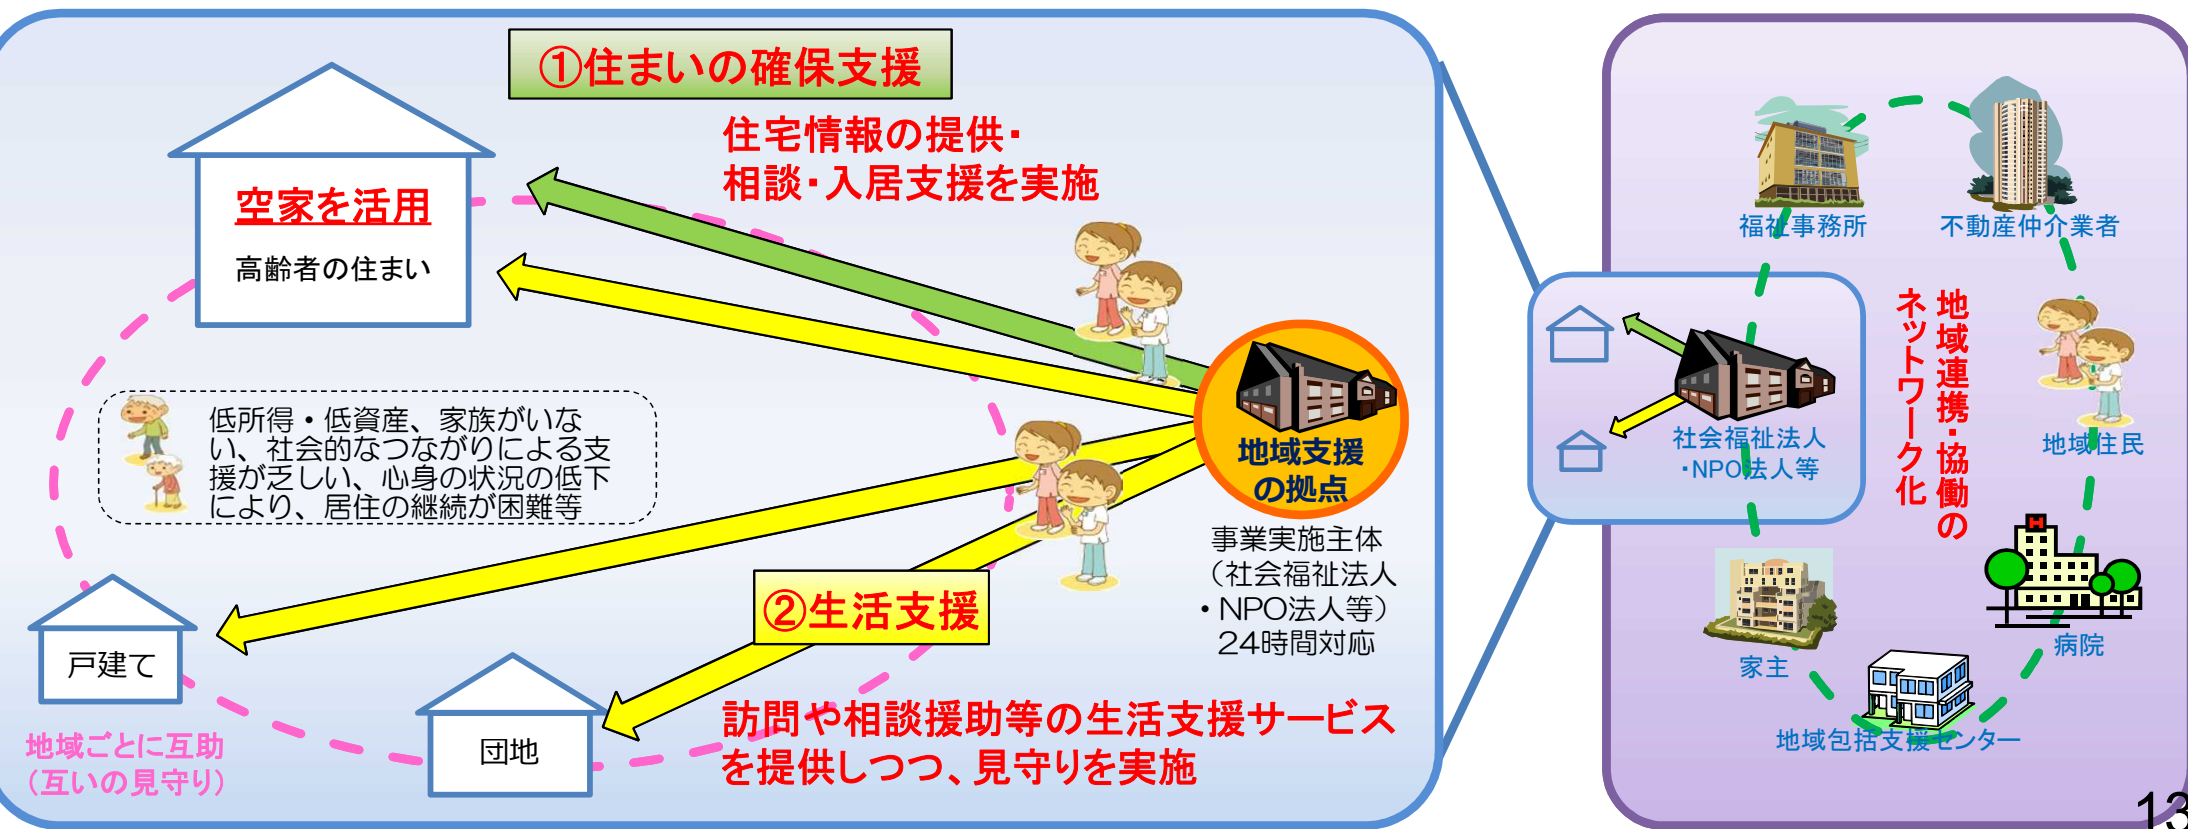 ①住まいの確保支援
住宅情報の提供・
相談・入居支援を実施
空家を活用
高齢者の住まい
低所得・低資産、家族がいな
い、社会的なつながりによる支
援が乏しい、心身の状況の低下
により、居住の継続が困難等
地域支援
の拠点
事業実施主体
（社会福祉法人
・NPO法人等）
24時間対応
②生活支援
訪問や相談援助等の生活支援サービス
を提供しつつ、見守りを実施
戸建て
団地
地域ごとに互助
（互いの見守り）
福祉事務所
不動産仲介業者
地域連携・協働の
ネットワーク化
社会福祉法人
・NPO法人等
地域住民
H
家主
病院
地域包括支援センター
13